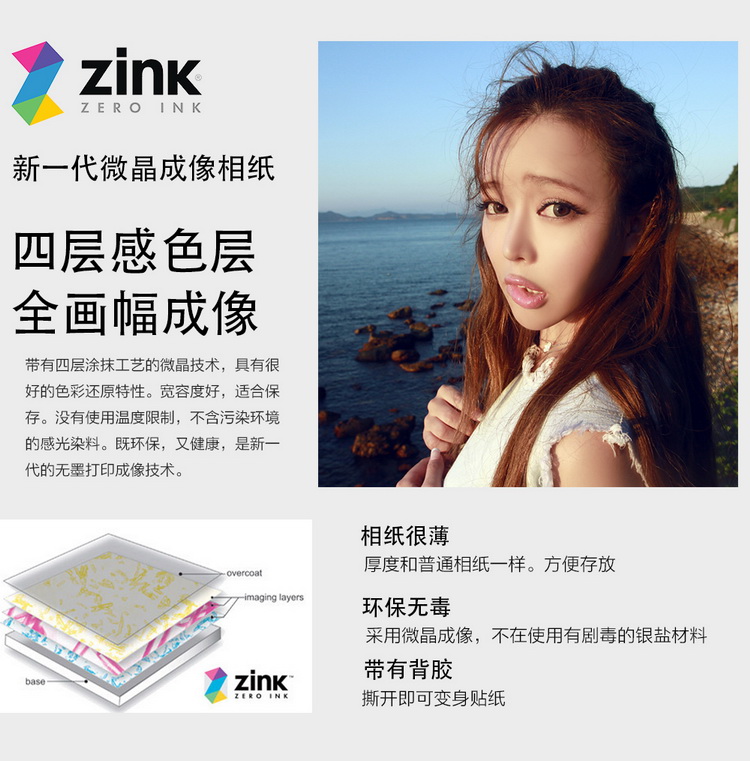 zink®
ZERO INK
新一代微晶成像相纸
四层感色层
全画幅成像
带有四层涂抹工艺的微晶技术，具有很
好的色彩还原特性。宽容度好，适合保
存。没有使用温度限制，不含污染环境
的感光染料。既环保，又健康，是新一
代的无墨打印成像技术。
overcoat
imaging layers
base
zink™
ZERO INK
相纸很薄
厚度和普通相纸一样。方便存放
环保无毒
采用微晶成像，不在使用有剧毒的银盐材料
带有背胶
撕开即可变身贴纸